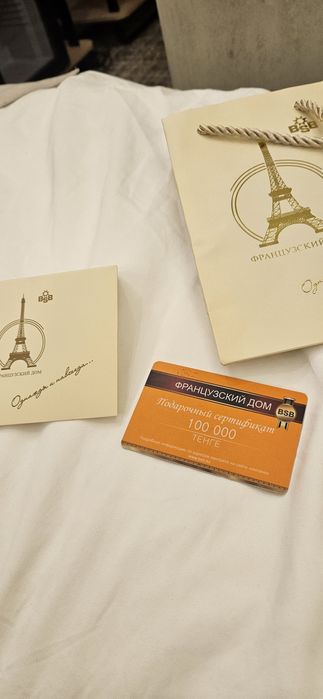 BSB
ФРАНЦУЗСКИЙ
BSB
ФРАНЦУЗСКИЙ ДОМ
Однажды и навсегда...
ФРАНЦУЗСКИЙ ДОМ
BSB
Подарочный сертификат
100 000
ТЕНГЕ